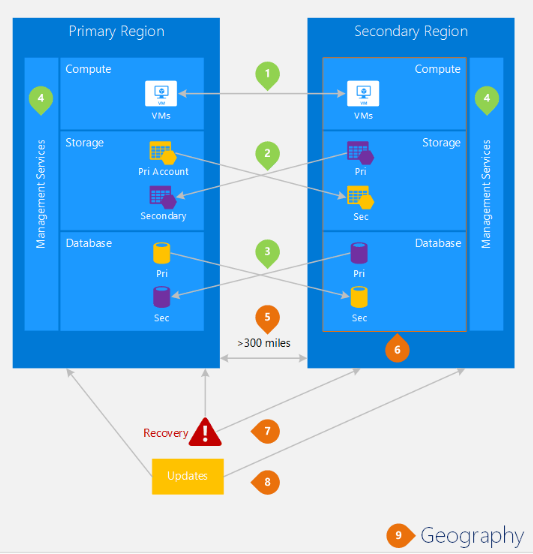 Primary Region
Secondary Region
1
4
Compute
VM
VMs
Compute
VM
VMs
4
Management Services
Storage
2
Storage
Management Services
Pri Account
Pri
Secondary
Sec
Database
3
Database
Pri
Pri
Sec
Sec
5
>300 miles
6
Recovery
!
7
Updates
8
9
Geography